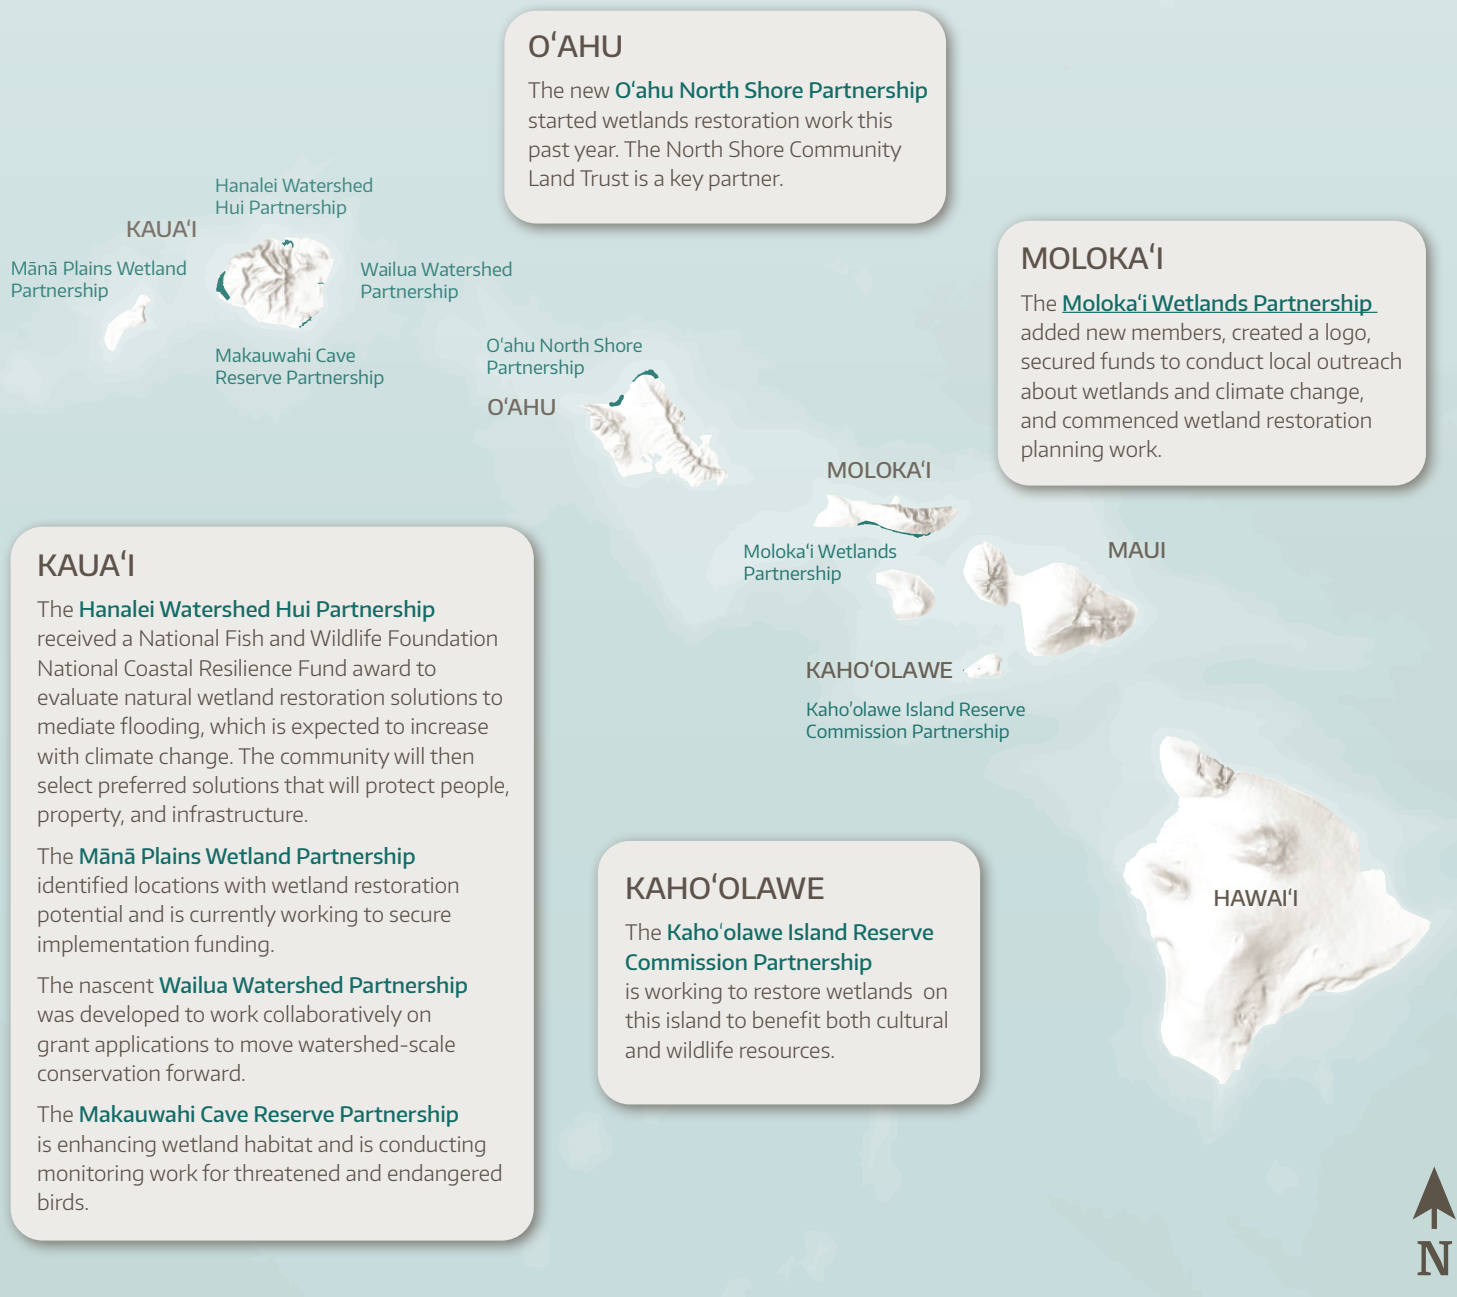 OʻAHU
The new Oʻahu North Shore Partnership
started wetlands restoration work this
past year. The North Shore Community
Land Trust is a key partner.
Hanalei Watershed
Hui Partnership
KAUAʻI
Mānā Plains Wetland
Partnership
Wailua Watershed
Partnership
Makauwahi Cave
Reserve Partnership
Oʻahu North Shore
Partnership
OʻAHU
MOLOKAʻI
The Molokaʻi Wetlands Partnership
added new members, created a logo,
secured funds to conduct local outreach
about wetlands and climate change,
and commenced wetland restoration
planning work.
MOLOKAʻI
Molokaʻi Wetlands
Partnership
MAUI
KAHOʻOLAWE
Kaho’olawe Island Reserve
Commission Partnership
HAWAIʻI
KAUAʻI
The Hanalei Watershed Hui Partnership
received a National Fish and Wildlife Foundation
National Coastal Resilience Fund award to
evaluate natural wetland restoration solutions to
mediate flooding, which is expected to increase
with climate change. The community will then
select preferred solutions that will protect people,
property, and infrastructure.
The Mānā Plains Wetland Partnership
identified locations with wetland restoration
potential and is currently working to secure
implementation funding.
The nascent Wailua Watershed Partnership
was developed to work collaboratively on
grant applications to move watershed-scale
conservation forward.
The Makauwahi Cave Reserve Partnership
is enhancing wetland habitat and is conducting
monitoring work for threatened and endangered
birds.
KAHOʻOLAWE
The Kahoʻolawe Island Reserve
Commission Partnership
is working to restore wetlands on
this island to benefit both cultural
and wildlife resources.
N